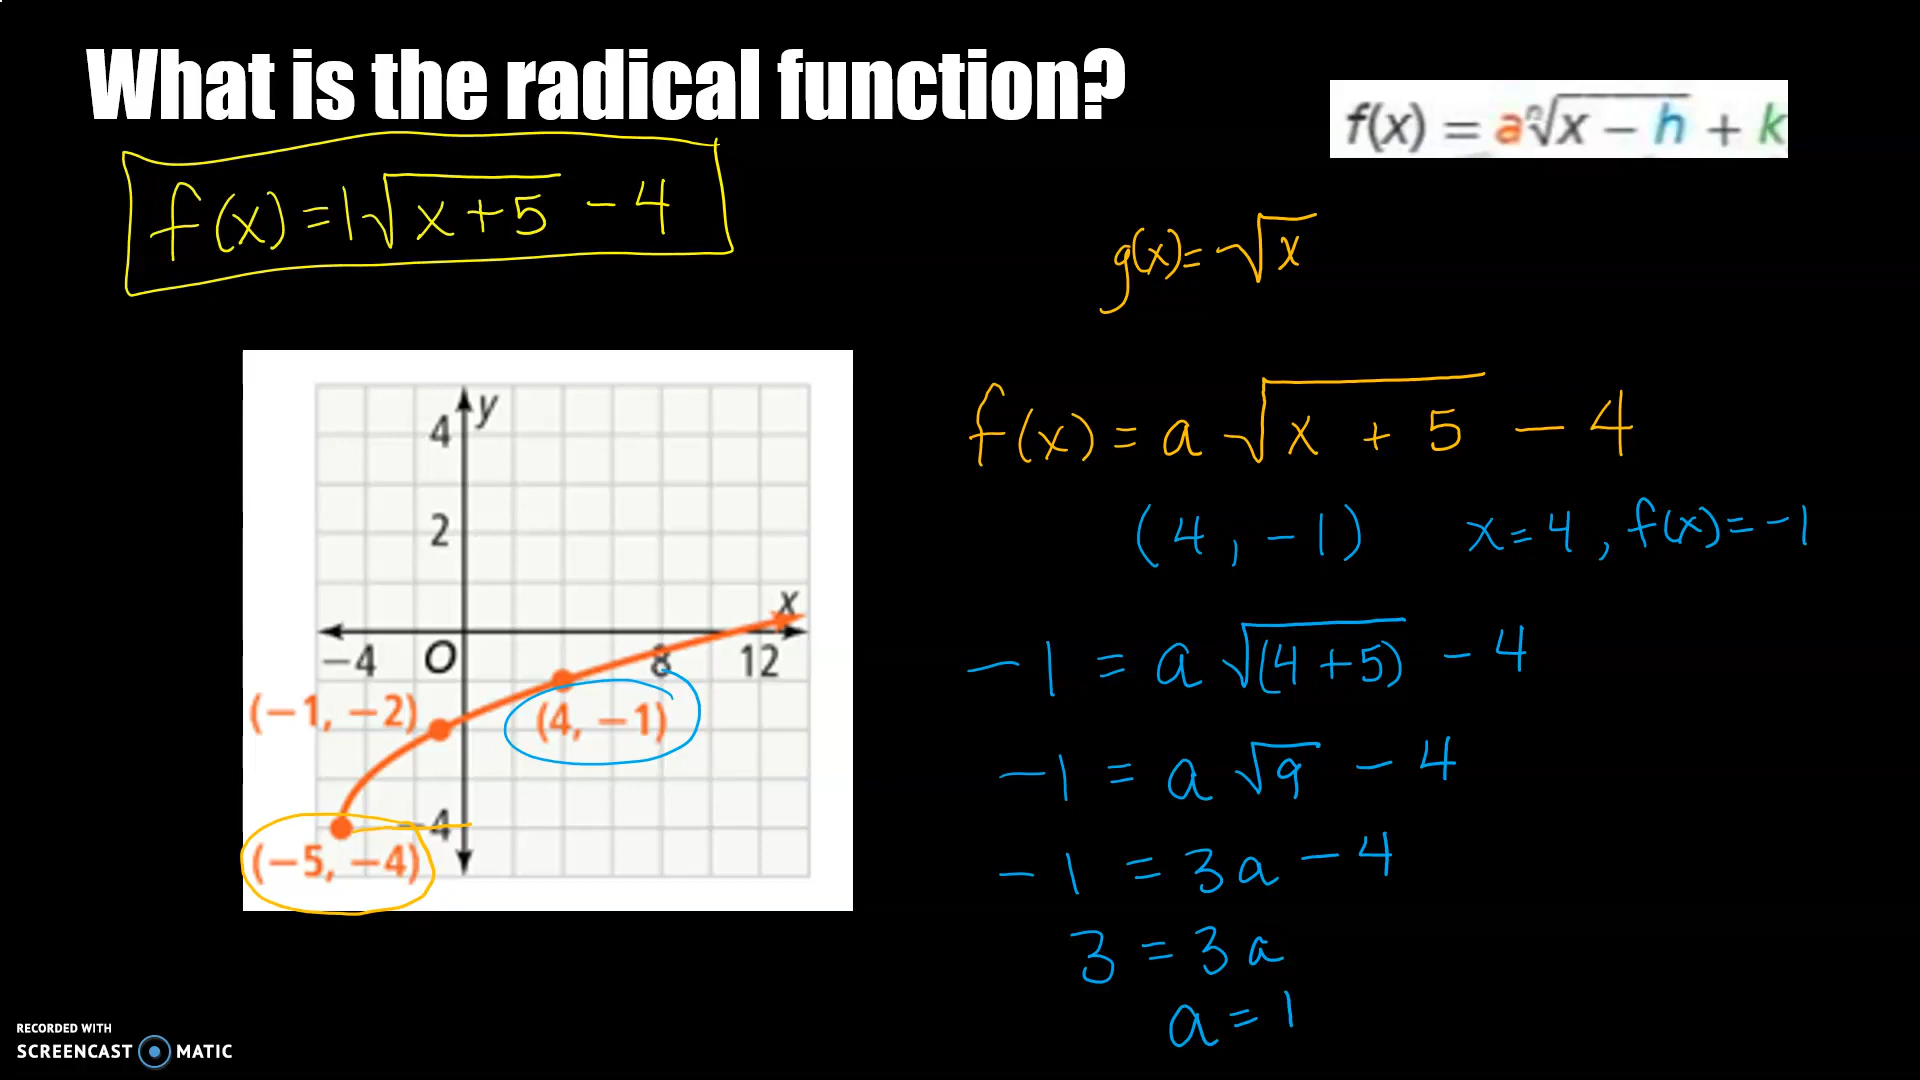 What is the radical function?
f(x) = a ⁿ√x − h + k
f(x) = 1√x+5 − 4
g(x) = √x
f(x) = a √x + 5 − 4
(4, −1) x = 4, f(x) = −1
−1 = a √(4+5) − 4
−1 = a √9 − 4
−1 = 3a − 4
3 = 3a
a = 1
y
4
2
x
−4 O 8 12
(−1, −2) (4, −1)
−4
(−5, −4)
RECORDED WITH
SCREENCAST MATIC